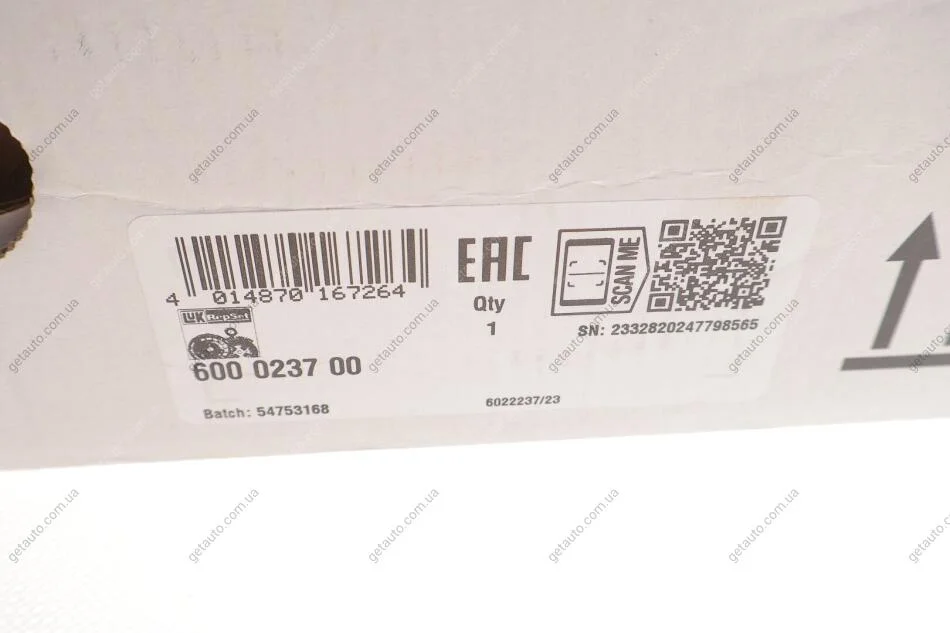 4 014870 167264
EAC
Qty
1
SCAN ME
SN: 2332820247798565
LuK RepSet
600 0237 00
Batch: 54753168
6022237/23
getauto.com.ua